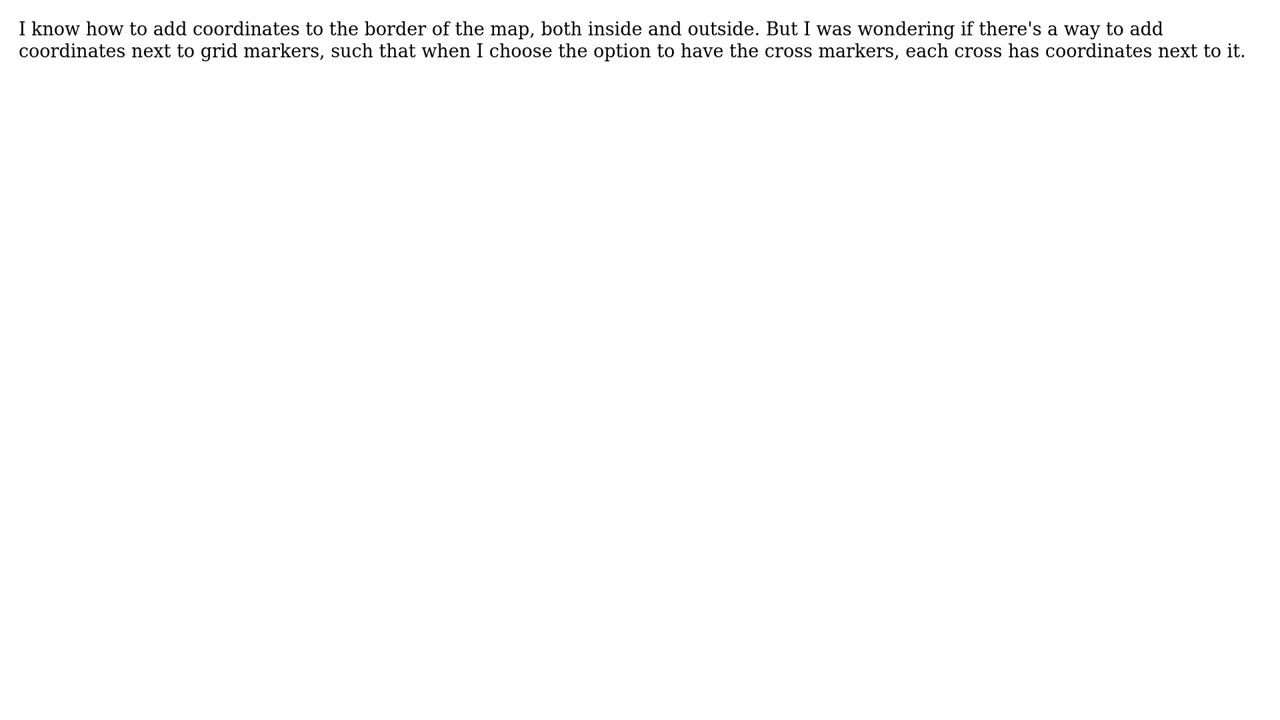 I know how to add coordinates to the border of the map, both inside and outside. But I was wondering if there's a way to add
coordinates next to grid markers, such that when I choose the option to have the cross markers, each cross has coordinates next to it.